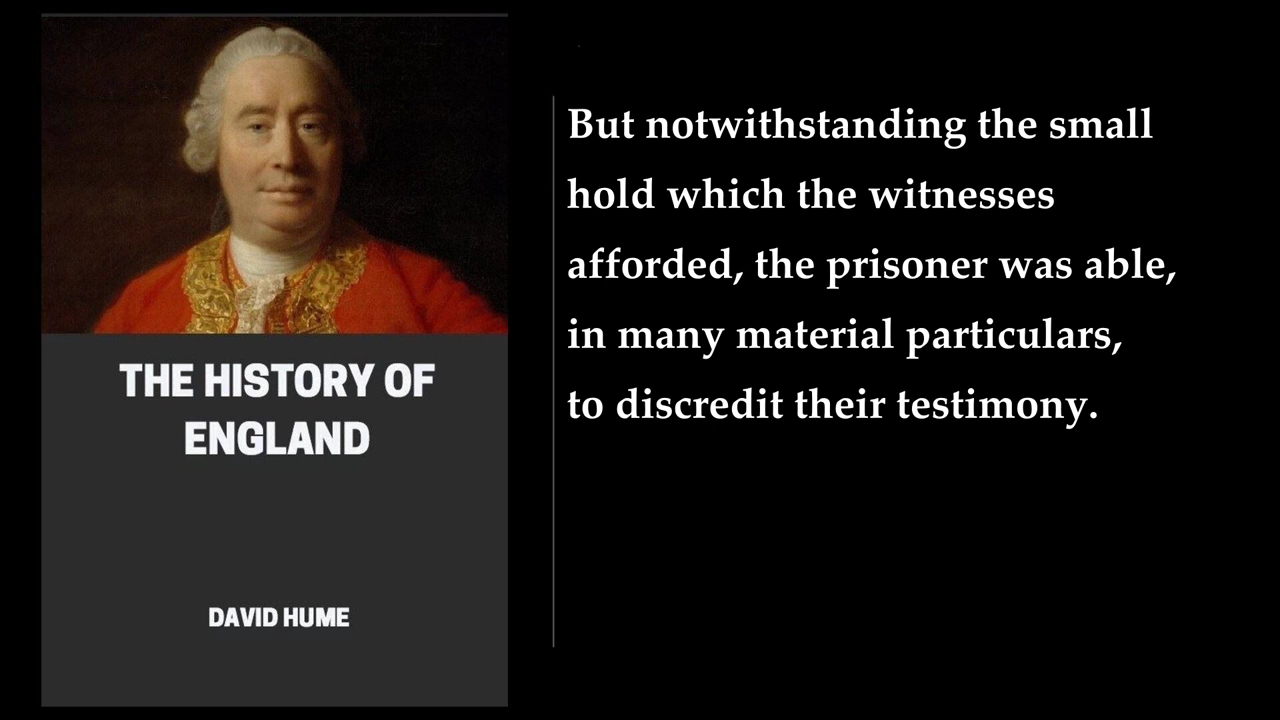 THE HISTORY OF
ENGLAND
DAVID HUME
But notwithstanding the small
hold which the witnesses
afforded, the prisoner was able,
in many material particulars,
to discredit their testimony.